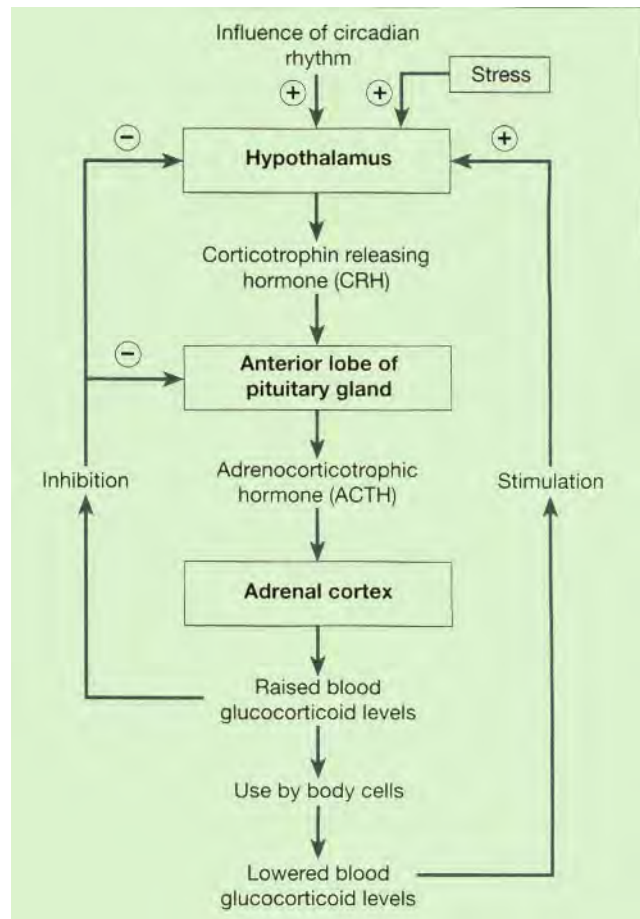 Influence of circadian
rhythm
Stress
+
+
−
+
Hypothalamus
Corticotrophin releasing
hormone (CRH)
−
Anterior lobe of
pituitary gland
Adrenocorticotrophic
hormone (ACTH)
Inhibition
Stimulation
Adrenal cortex
Raised blood
glucocorticoid levels
Use by body cells
Lowered blood
glucocorticoid levels